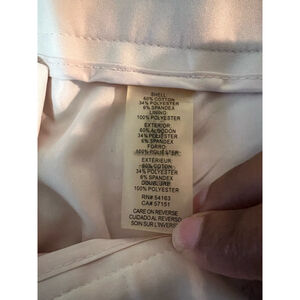 SHELL
60% COTTON
34% POLYESTER
6% SPANDEX
LINING
100% POLYESTER
EXTERIOR
60% ALGODON
34% POLIESTER
6% SPANDEX
FORRO
100% POLIESTER
EXTÉRIEUR
60% COTON
34% POLYESTER
6% SPANDEX
DOUBLURE
100% POLYESTER
RN# 54163
CA# 57151
CARE ON REVERSE
CUIDADO AL REVERSO
SOIN SUR L'INVERS